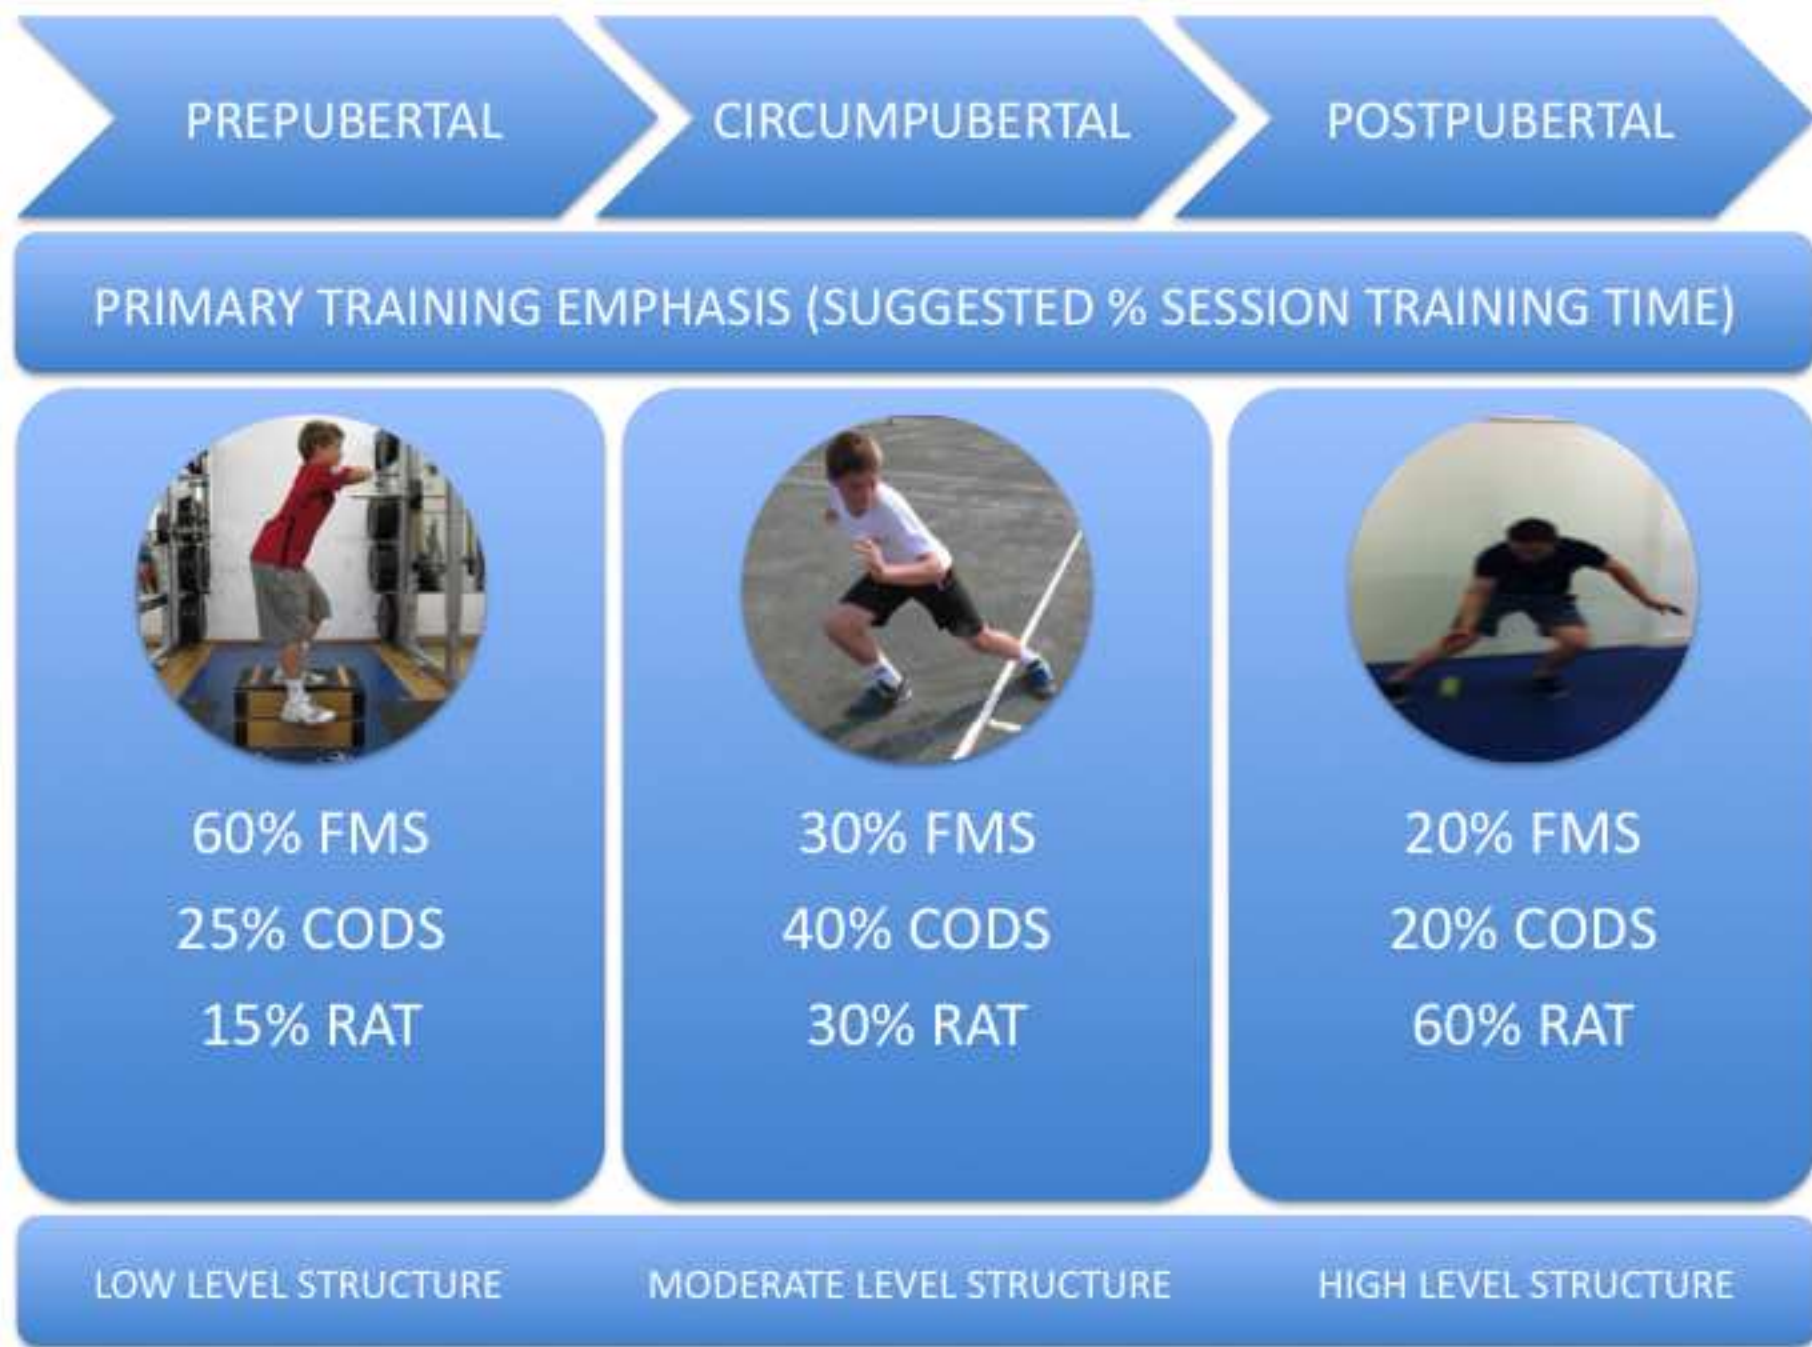 PREPUBERTAL
CIRCUMPUBERTAL
POSTPUBERTAL
PRIMARY TRAINING EMPHASIS (SUGGESTED % SESSION TRAINING TIME)
60% FMS
25% CODS
15% RAT
30% FMS
40% CODS
30% RAT
20% FMS
20% CODS
60% RAT
LOW LEVEL STRUCTURE
MODERATE LEVEL STRUCTURE
HIGH LEVEL STRUCTURE